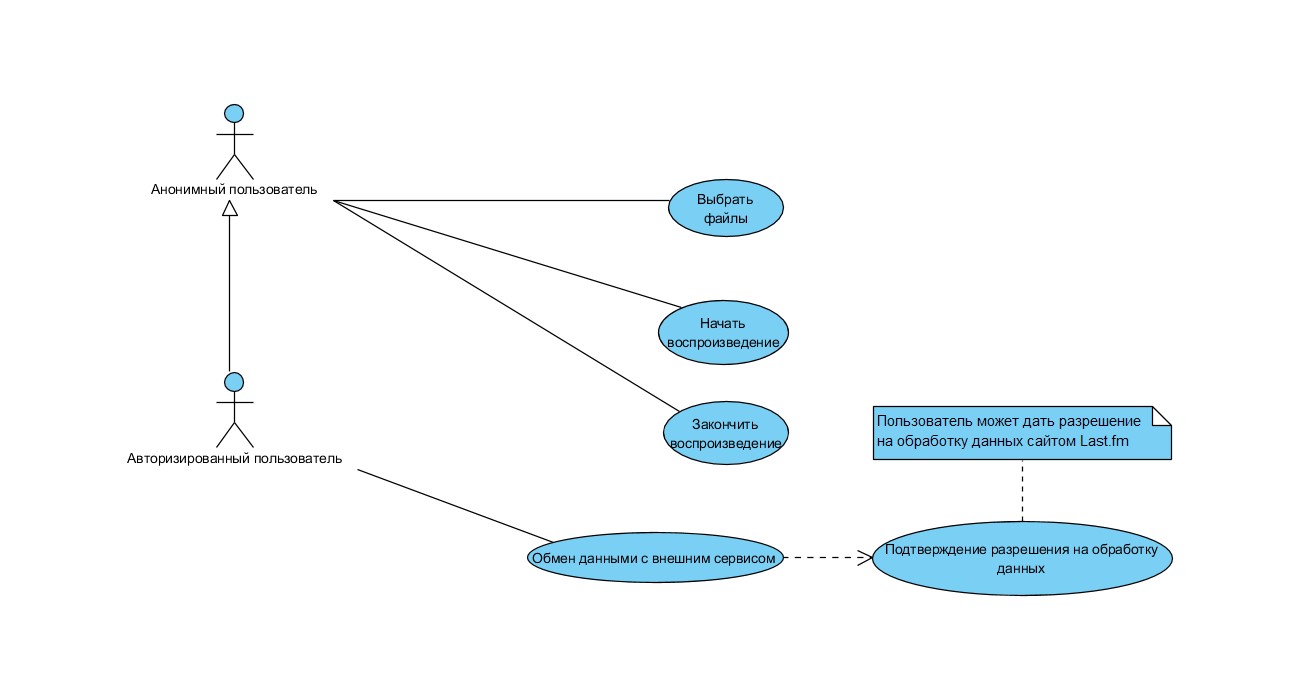 Анонимный пользователь
Выбрать
файлы
Начать
воспроизведение
Закончить
воспроизведение
Пользователь может дать разрешение
на обработку данных сайтом Last.fm
Авторизированный пользователь
Обмен данными с внешним сервисом
Подтверждение разрешения на обработку
данных